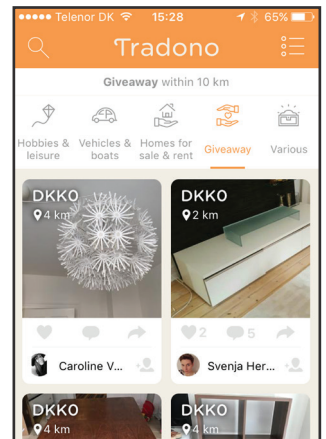 Telenor DK 15:28 65%
Tradono
Giveaway within 10 km
Hobbies & leisure
Vehicles & boats
Homes for sale & rent
Giveaway
Various
DKK0
4 km
DKK0
2 km
2 5
Caroline V...
Svenja Her...
DKK0
4 km
DKK0
4 km